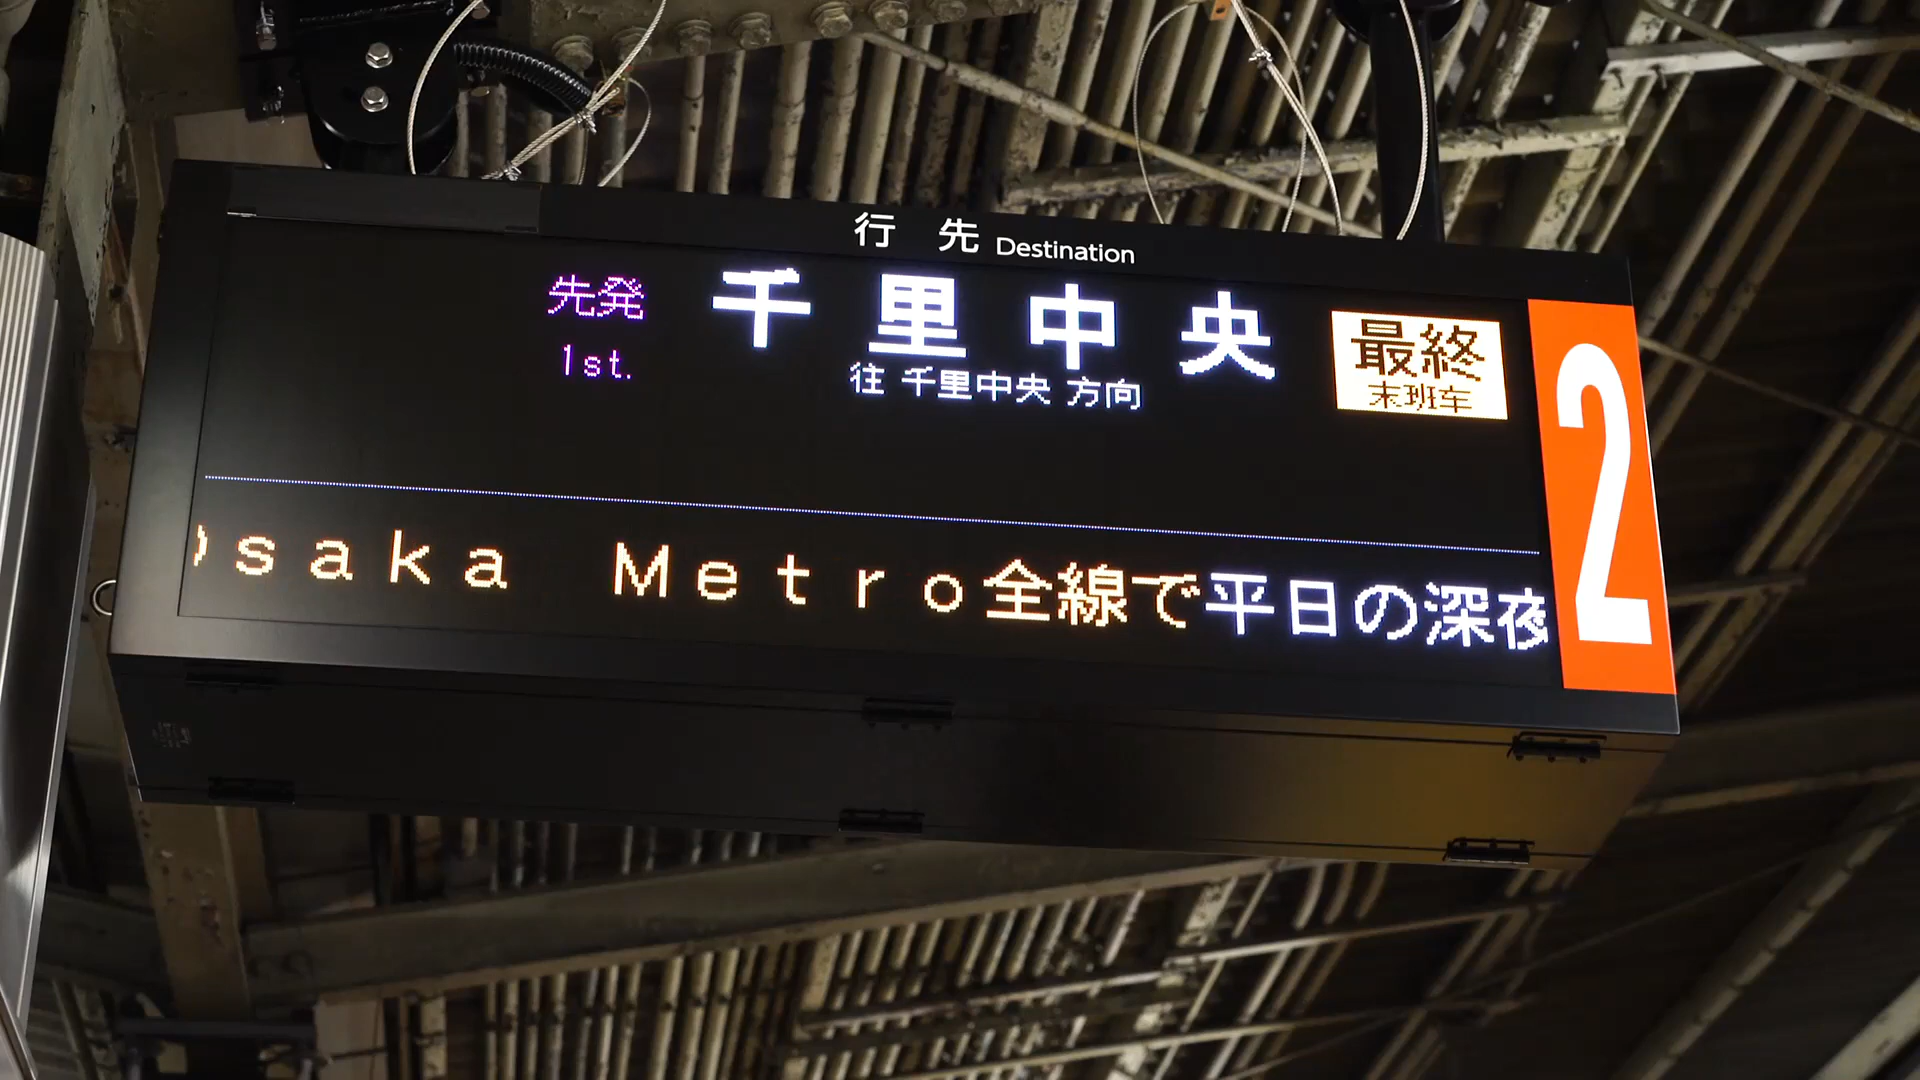 行先 Destination
先発 千里中央 最終
1st. 往 千里中央 方向 末班车
2
Osaka Metro全線で平日の深夜